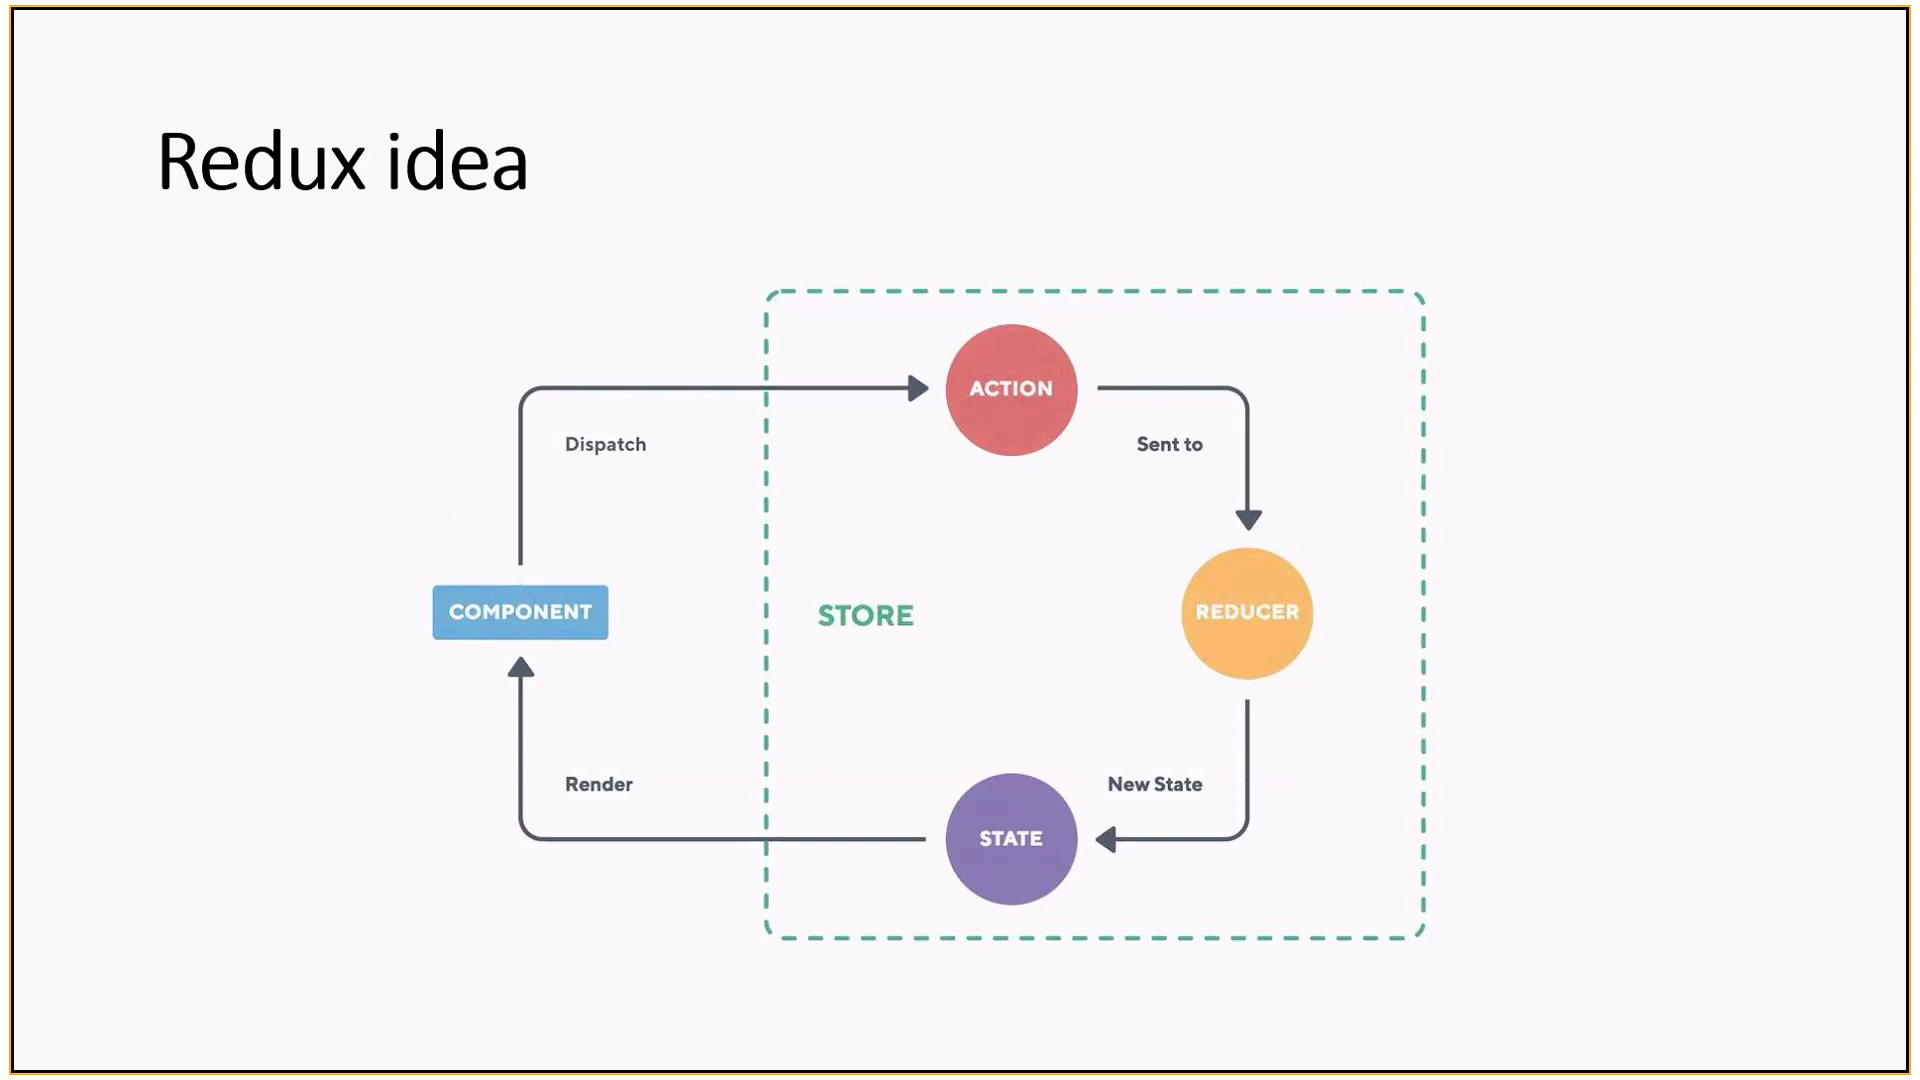 Redux idea
ACTION
Dispatch
Sent to
COMPONENT
STORE
REDUCER
Render
New State
STATE